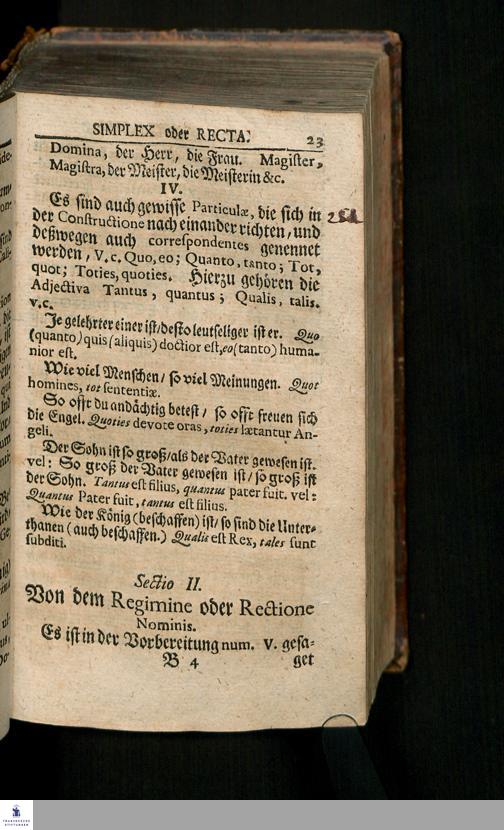 SIMPLEX oder RECTA. 23
Domina, der Herr, die Frau. Magister,
Magistra, der Meister, die Meisterin &c.
IV.
Es sind auch gewisse Particulæ, die sich in
der Constructione nach einander richten / und
deßwegen auch correspondentes genennet
werden, V.c. Quo, eo; Quanto, tanto; Tot,
quot; Toties, quoties. Hierzu gehören die
Adjectiva Tantus, quantus; Qualis, talis.
V.c.
Je gelehrter einer ist / desto leutseliger ist er. Quo
(quanto) quis (aliquis) doctior est, eo (tanto) huma-
nior est.
Wie viel Menschen / so viel Meinungen. Quot
homines, tot sententiæ.
So offt du andächtig betest / so offt freuen sich
die Engel. Quoties devote oras, toties lætantur An-
geli.
Der Sohn ist so groß / als der Vater gewesen ist.
vel: So groß der Vater gewesen ist / so groß ist
der Sohn. Tantus est filius, quantus pater fuit. vel:
Quantus Pater fuit, tantus est filius.
Wie der König (beschaffen) ist / so sind die Unter-
thanen (auch beschaffen.) Qualis est Rex, tales sunt
subditi.
Sectio II.
Von dem Regimine oder Rectione
Nominis.
Es ist in der Vorbereitung num. V. gesa-
B 4 get